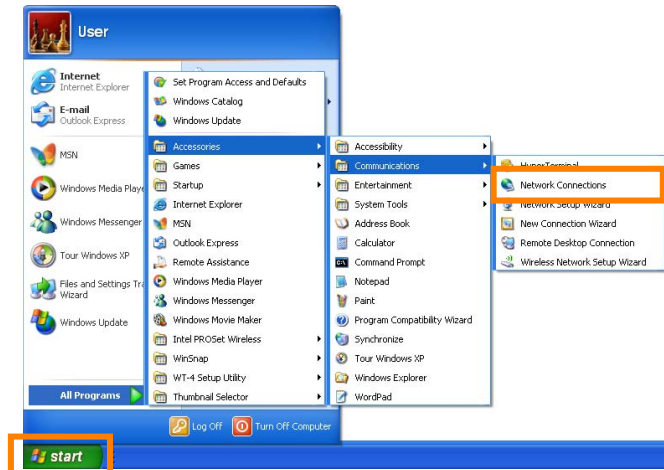 User
Internet
Internet Explorer
E-mail
Outlook Express
MSN
Windows Media Playe
Windows Messenger
Tour Windows XP
Files and Settings Tra
Wizard
Windows Update
All Programs
Set Program Access and Defaults
Windows Catalog
Windows Update
Accessories
Games
Startup
Internet Explorer
MSN
Outlook Express
Remote Assistance
Windows Media Player
Windows Messenger
Windows Movie Maker
Intel PROSet Wireless
WinSnap
WT-4 Setup Utility
Thumbnail Selector
Accessibility
Communications
Entertainment
System Tools
Address Book
Calculator
Command Prompt
Notepad
Paint
Program Compatibility Wizard
Synchronize
Tour Windows XP
Windows Explorer
WordPad
HyperTerminal
Network Connections
Network Setup Wizard
New Connection Wizard
Remote Desktop Connection
Wireless Network Setup Wizard
Log Off
Turn Off Computer
start